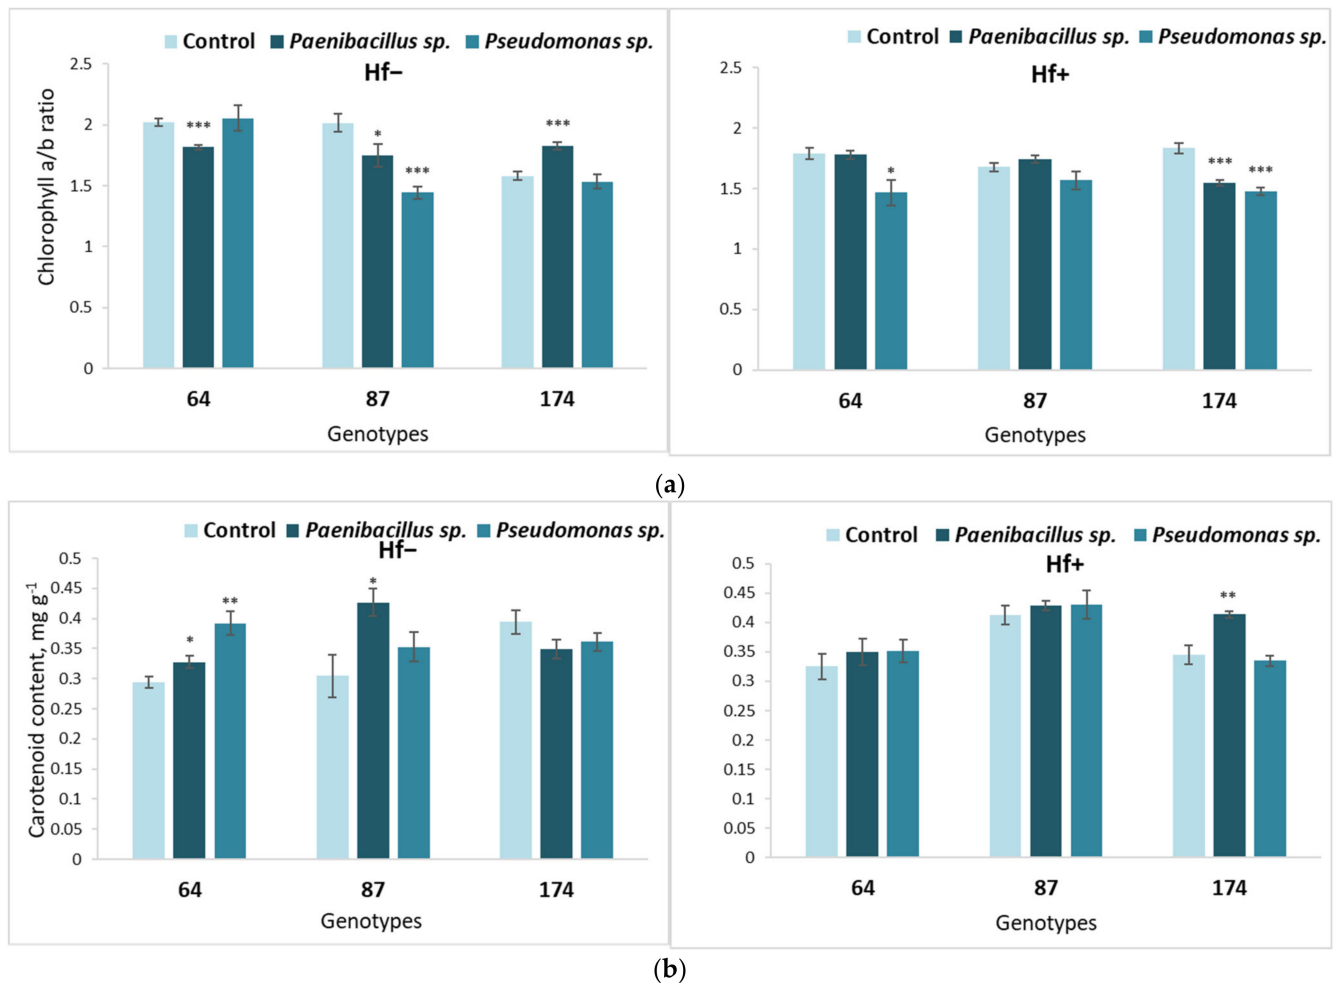 Control Paenibacillus sp. Pseudomonas sp.
Hf−
Chlorophyll a/b ratio
2.5
2
1.5
1
0.5
0
***
*
***
***
64 87 174
Genotypes
Control Paenibacillus sp. Pseudomonas sp.
Hf+
2.5
2
1.5
1
0.5
0
*
***
***
64 87 174
Genotypes
(a)
Control Paenibacillus sp. Pseudomonas sp.
Hf−
Carotenoid content, mg g-1
0.5
0.45
0.4
0.35
0.3
0.25
0.2
0.15
0.1
0.05
0
*
**
*
64 87 174
Genotypes
Control Paenibacillus sp. Pseudomonas sp.
Hf+
0.5
0.45
0.4
0.35
0.3
0.25
0.2
0.15
0.1
0.05
0
**
64 87 174
Genotypes
(b)